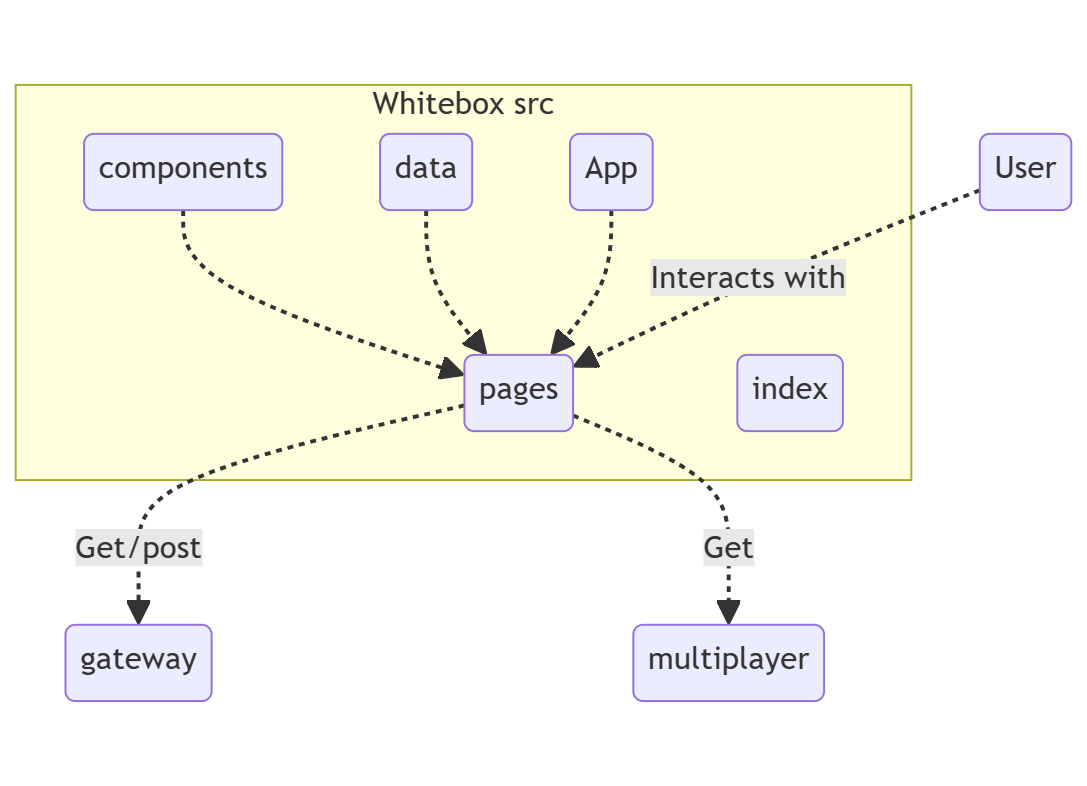 Whitebox src
components
data
App
User
Interacts with
pages
index
Get/post
Get
gateway
multiplayer